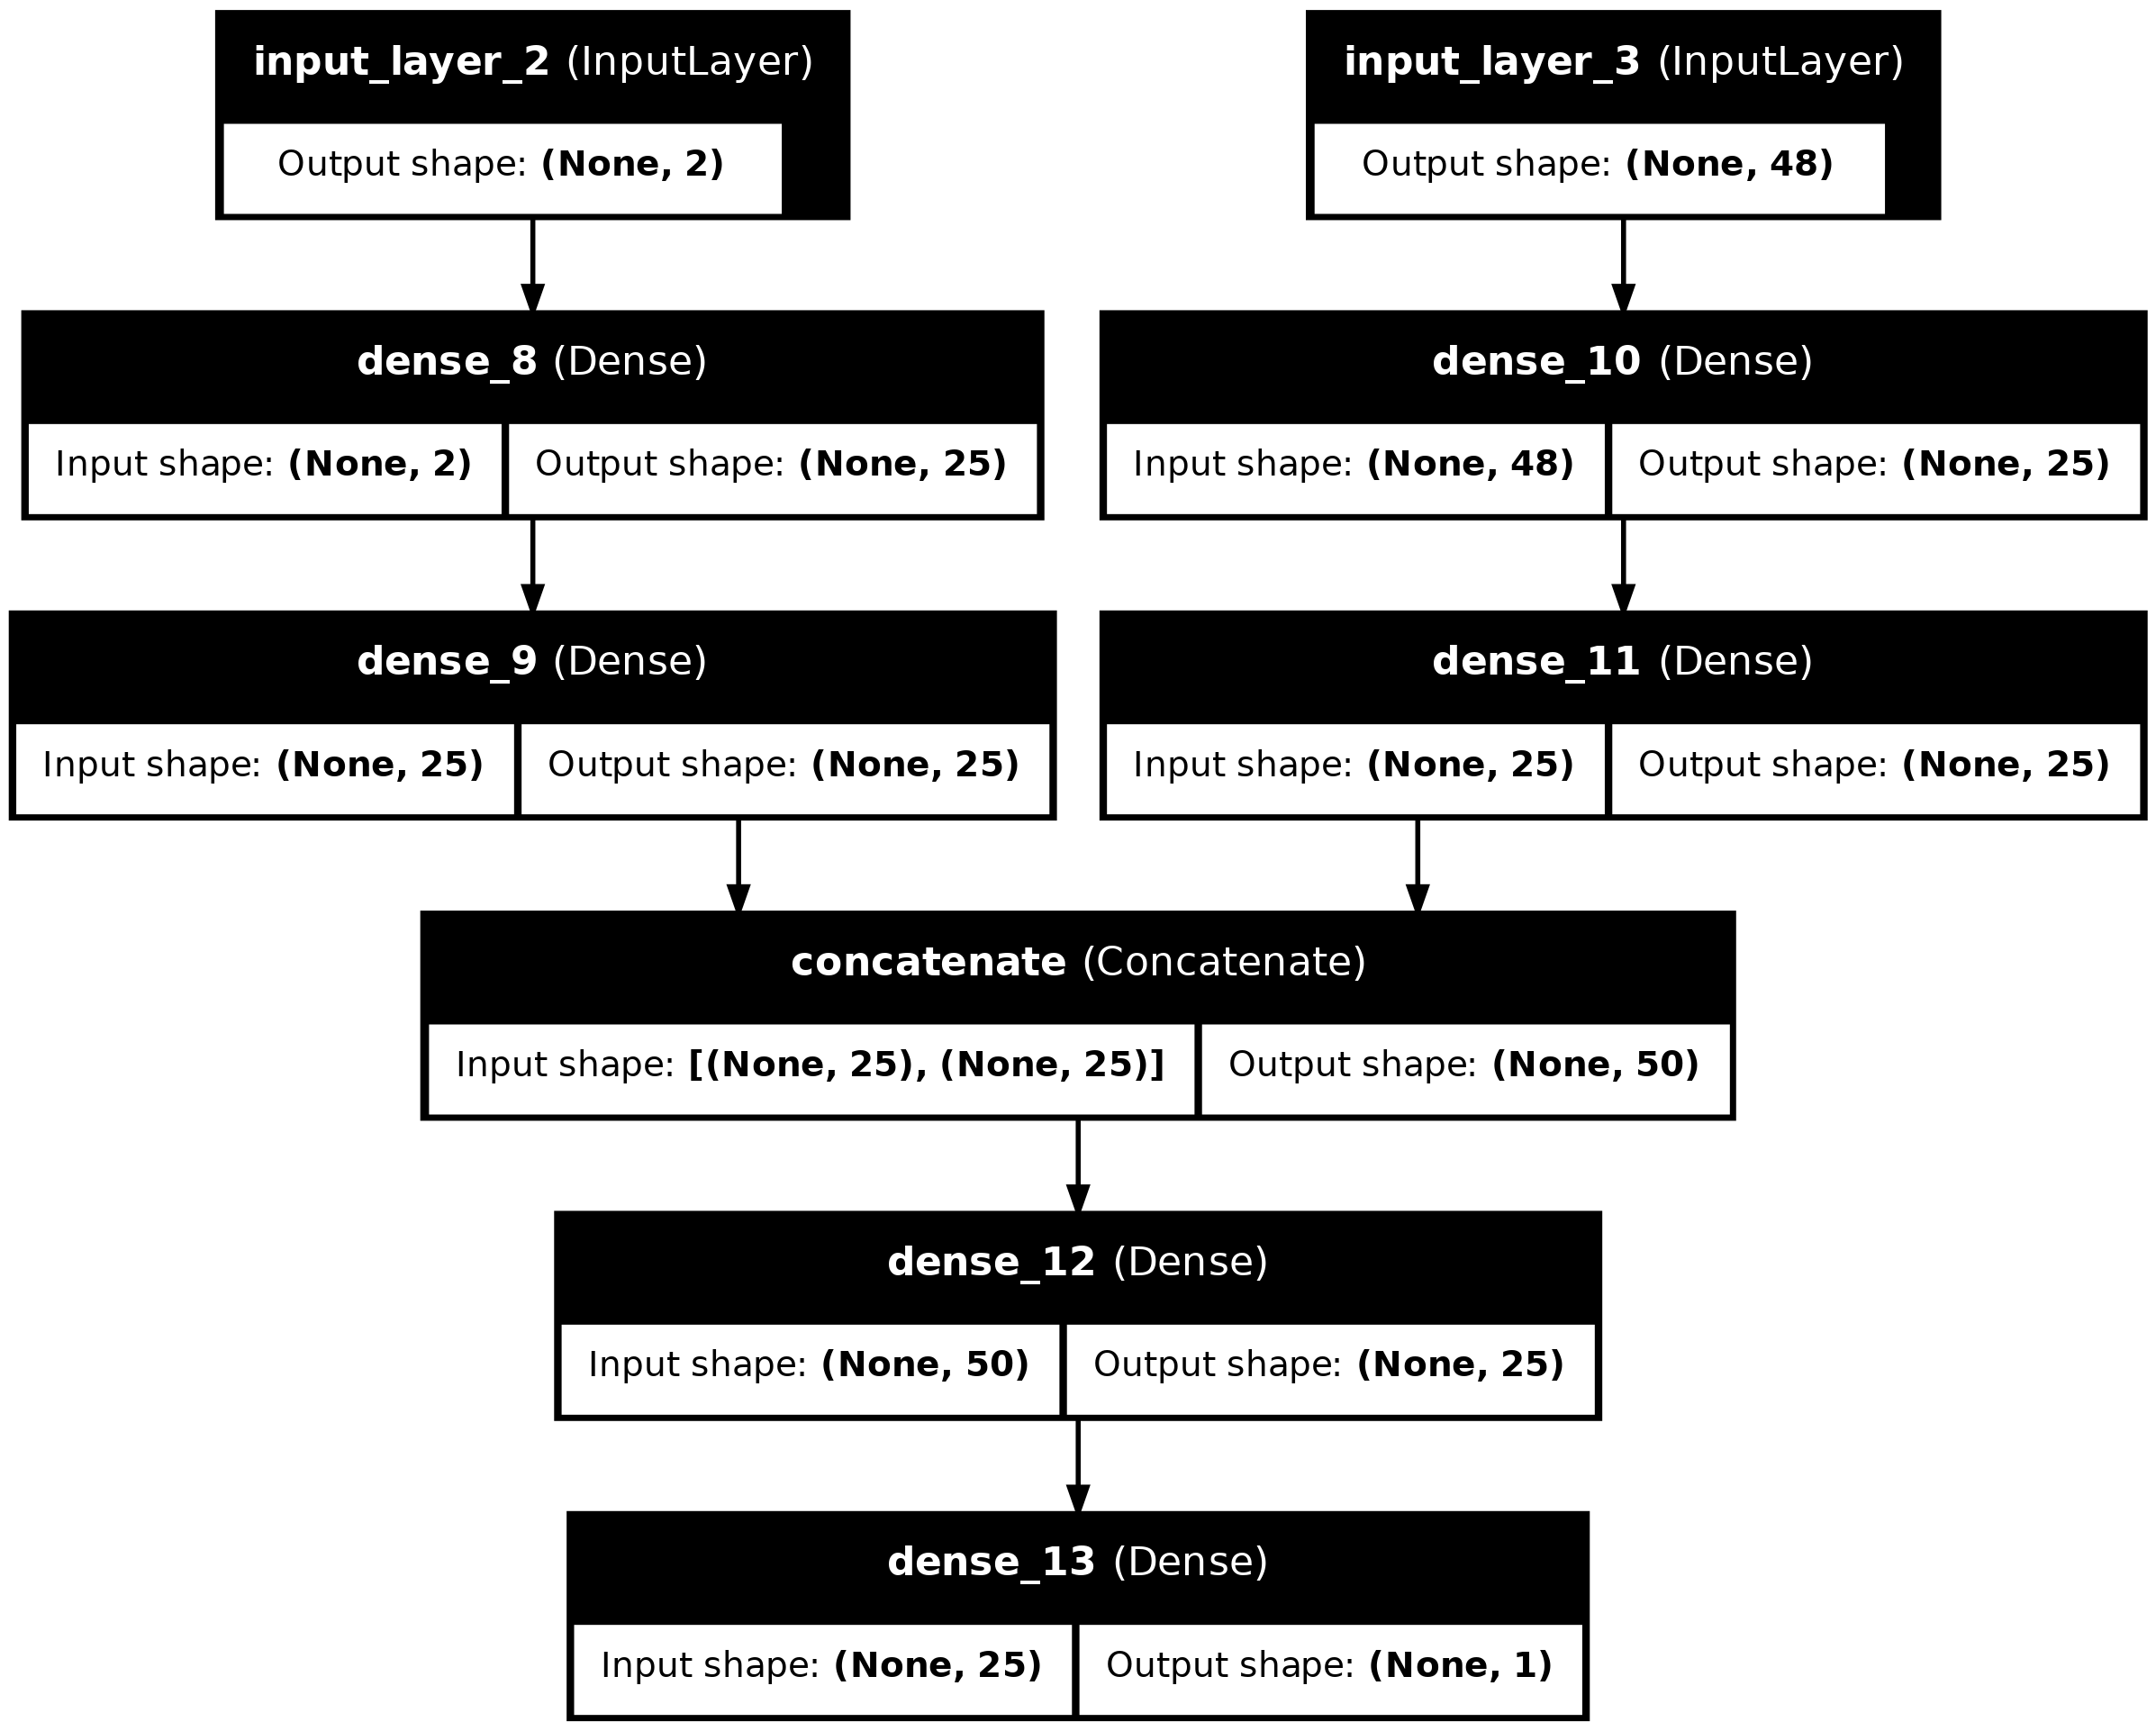 input_layer_2 (InputLayer)
Output shape: (None, 2)
input_layer_3 (InputLayer)
Output shape: (None, 48)
dense_8 (Dense)
Input shape: (None, 2)
Output shape: (None, 25)
dense_10 (Dense)
Input shape: (None, 48)
Output shape: (None, 25)
dense_9 (Dense)
Input shape: (None, 25)
Output shape: (None, 25)
dense_11 (Dense)
Input shape: (None, 25)
Output shape: (None, 25)
concatenate (Concatenate)
Input shape: [(None, 25), (None, 25)]
Output shape: (None, 50)
dense_12 (Dense)
Input shape: (None, 50)
Output shape: (None, 25)
dense_13 (Dense)
Input shape: (None, 25)
Output shape: (None, 1)